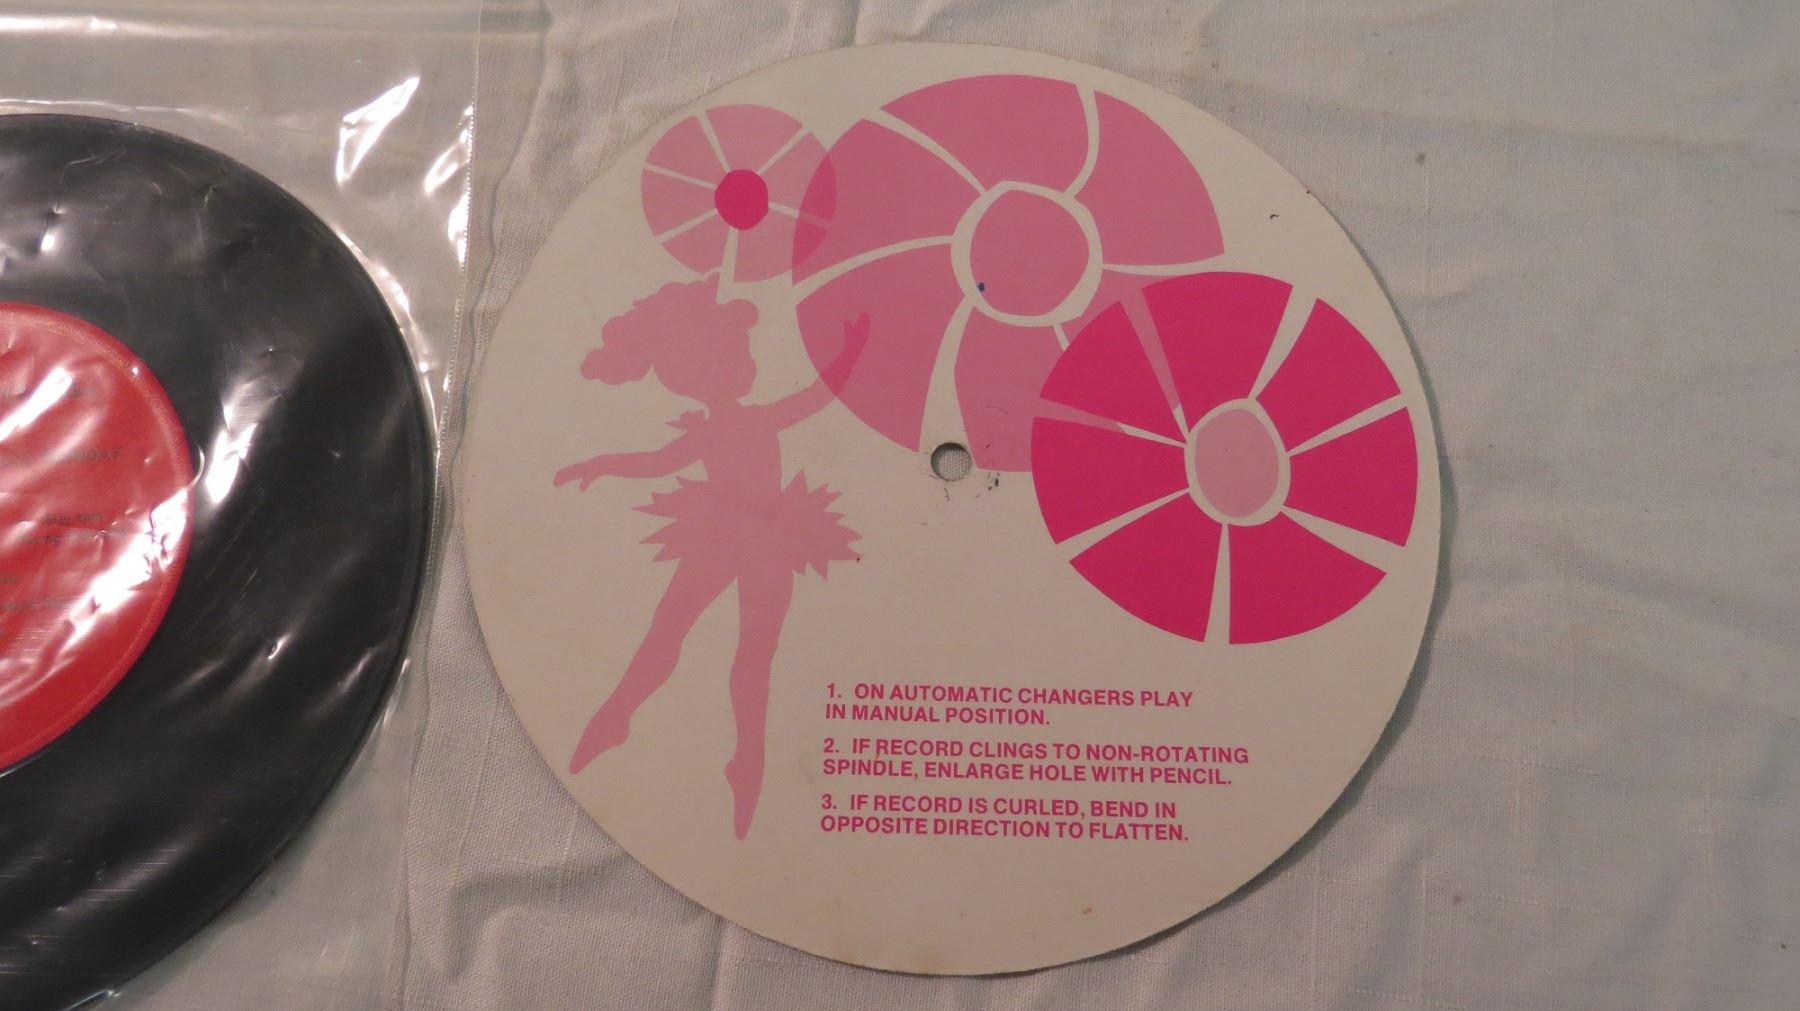 1. ON AUTOMATIC CHANGERS PLAY
IN MANUAL POSITION.
2. IF RECORD CLINGS TO NON-ROTATING
SPINDLE, ENLARGE HOLE WITH PENCIL.
3. IF RECORD IS CURLED, BEND IN
OPPOSITE DIRECTION TO FLATTEN.